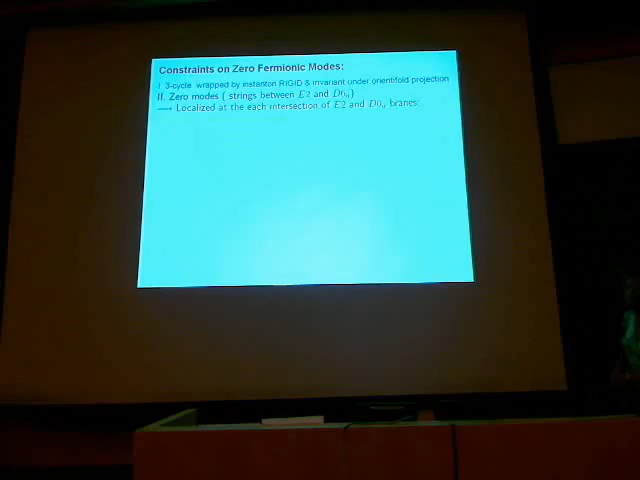 Constraints on Zero Fermionic Modes:
I. 3-cycle wrapped by instanton RIGID & invariant under orientifold projection
II. Zero modes ( strings between E2 and D6ₐ)
⟶ Localized at the each intersection of E2 and D6ₐ branes